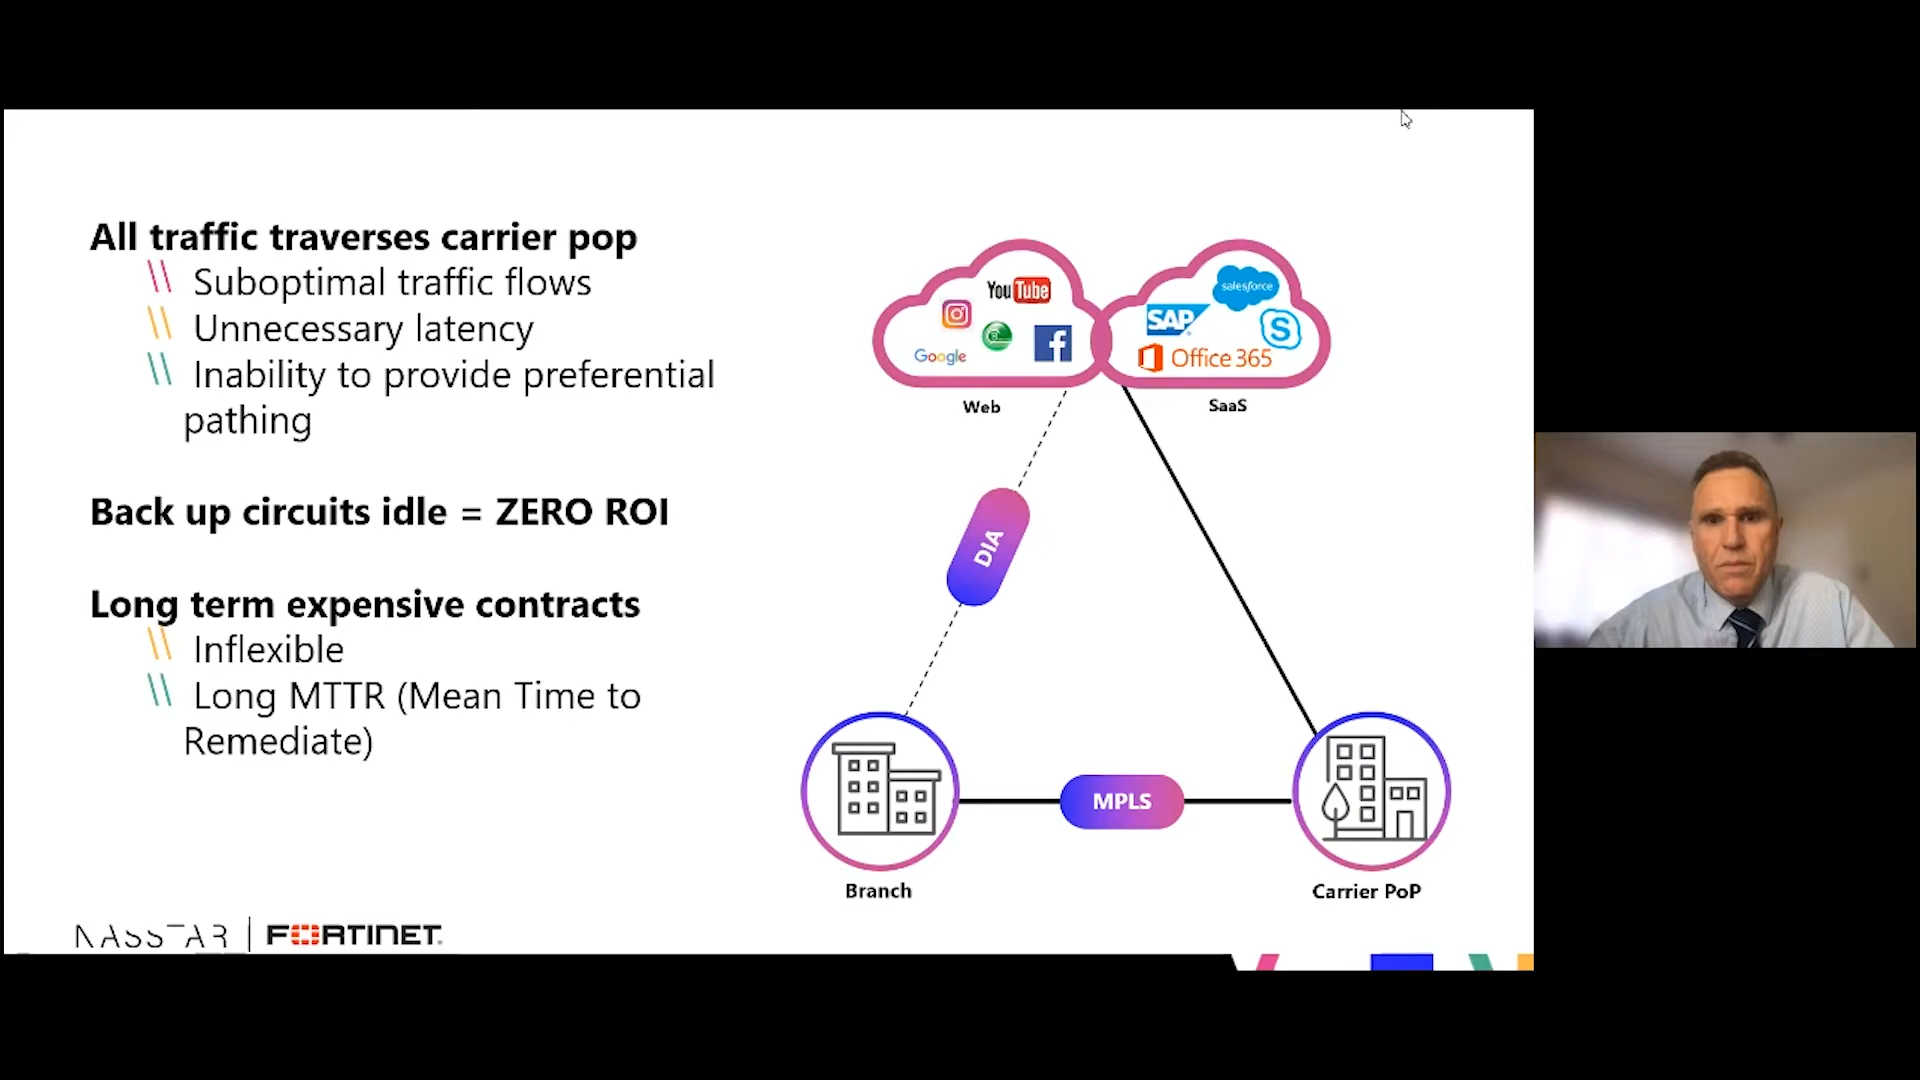 All traffic traverses carrier pop
Suboptimal traffic flows
Unnecessary latency
Inability to provide preferential
pathing
Back up circuits idle = ZERO ROI
Long term expensive contracts
Inflexible
Long MTTR (Mean Time to
Remediate)
YouTube
Google
salesforce
SAP
S
Office 365
Web
SaaS
DIA
MPLS
Branch
Carrier PoP
NASSTAR
FORTINET